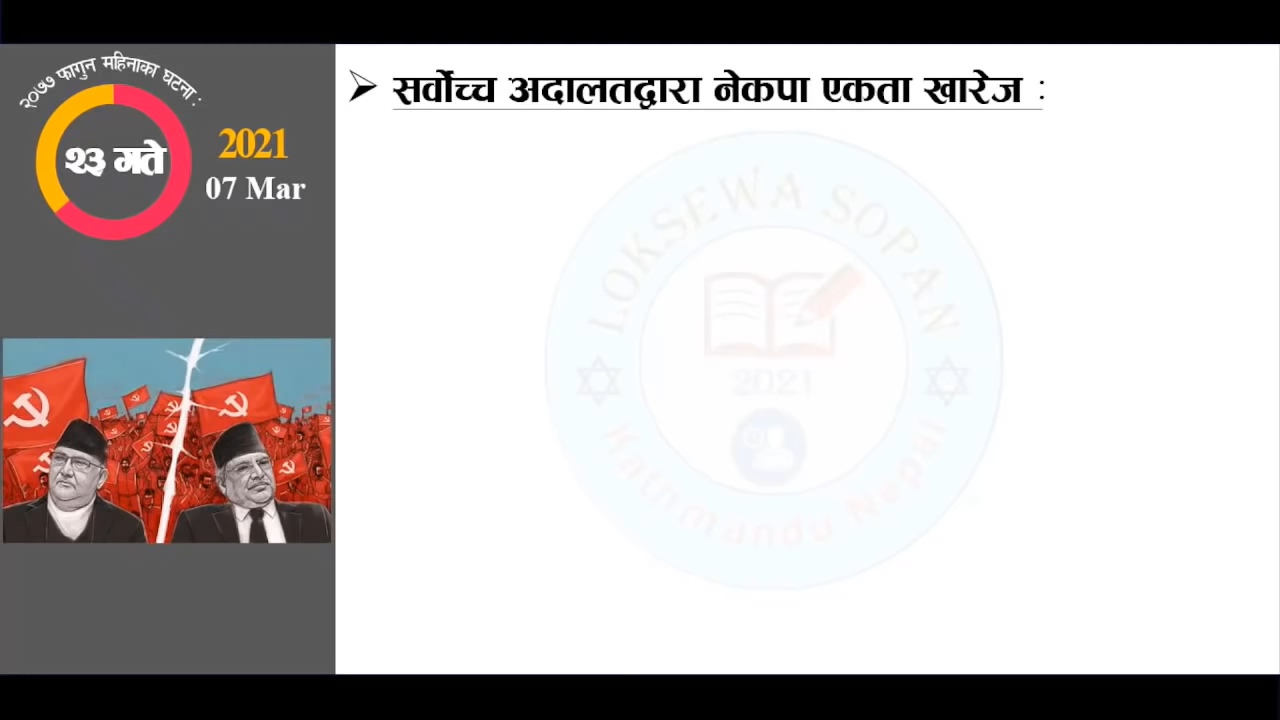 २०७७ फागुन महिनाका घटना :
२३ गते
2021
07 Mar
सर्वोच्च अदालतद्वारा नेकपा एकता खारेज :
LOKSEWA SOPAN
2021
Kathmandu Nepal